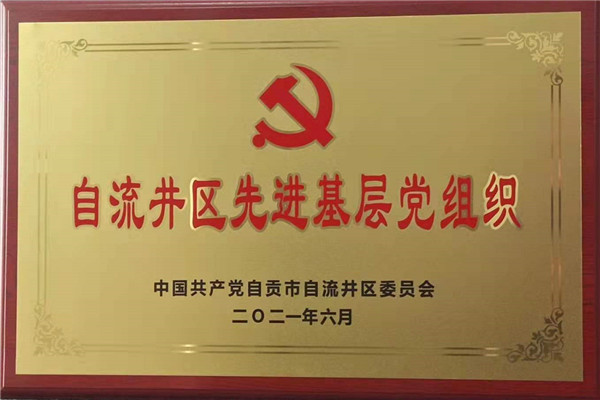 自流井区先进基层党组织
中国共产党自贡市自流井区委员会
二〇二一年六月